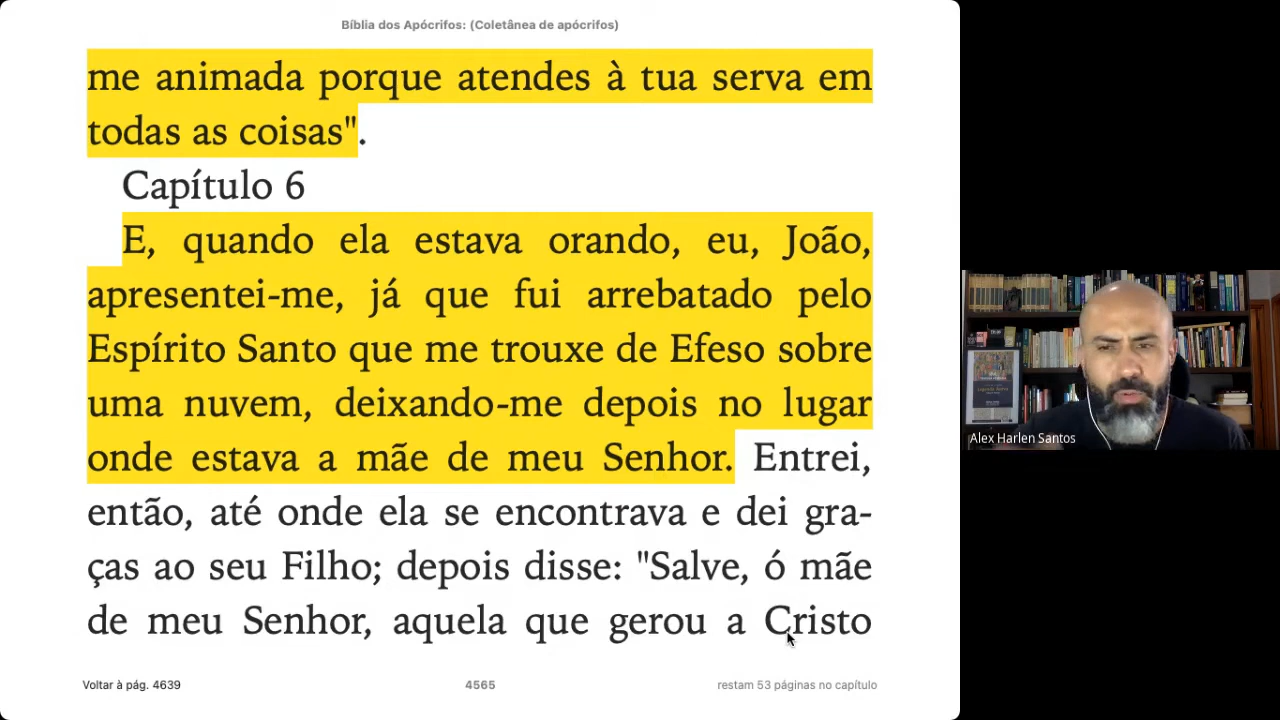 Bíblia dos Apócrifos: (Coletânea de apócrifos)
me animada porque atendes à tua serva em
todas as coisas".
Capítulo 6
E, quando ela estava orando, eu, João,
apresentei-me, já que fui arrebatado pelo
Espírito Santo que me trouxe de Efeso sobre
uma nuvem, deixando-me depois no lugar
onde estava a mãe de meu Senhor. Entrei,
então, até onde ela se encontrava e dei gra-
ças ao seu Filho; depois disse: "Salve, ó mãe
de meu Senhor, aquela que gerou a Cristo
Voltar à pág. 4639
4565
restam 53 páginas no capítulo
Alex Harlen Santos